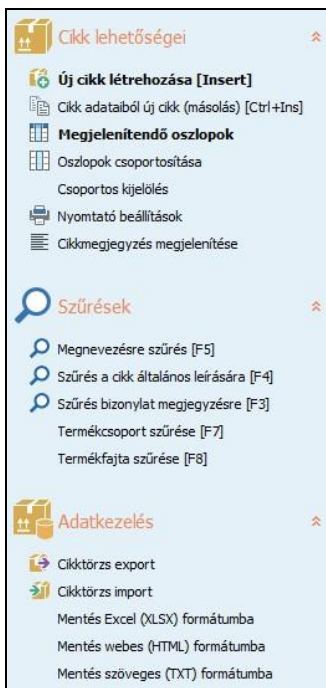 Cikk lehetőségei
Új cikk létrehozása [Insert]
Cikk adataiból új cikk (másolás) [Ctrl+Ins]
Megjelenítendő oszlopok
Oszlopok csoportosítása
Csoportos kijelölés
Nyomtató beállítások
Cikkmegjegyzés megjelenítése
Szűrések
Megnevezésre szűrés [F5]
Szűrés a cikk általános leírására [F4]
Szűrés bizonylat megjegyzésre [F3]
Termékcsoport szűrése [F7]
Termékfajta szűrése [F8]
Adatkezelés
Cikktörzs export
Cikktörzs import
Mentés Excel (XLSX) formátumba
Mentés webes (HTML) formátumba
Mentés szöveges (TXT) formátumba